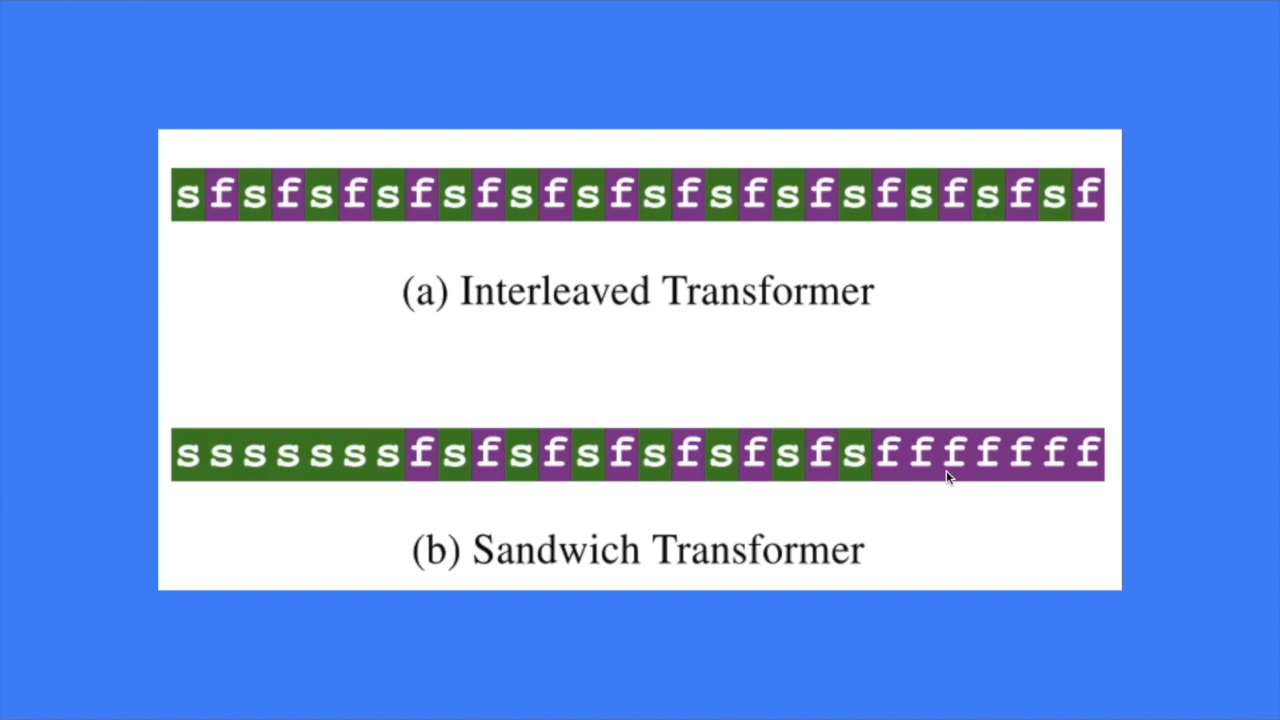 sfsfsfsfsfsfsfsfsfsfsfsfsfsf
(a) Interleaved Transformer
sssssssfsfsfsfsfsfsfsfffffff
(b) Sandwich Transformer